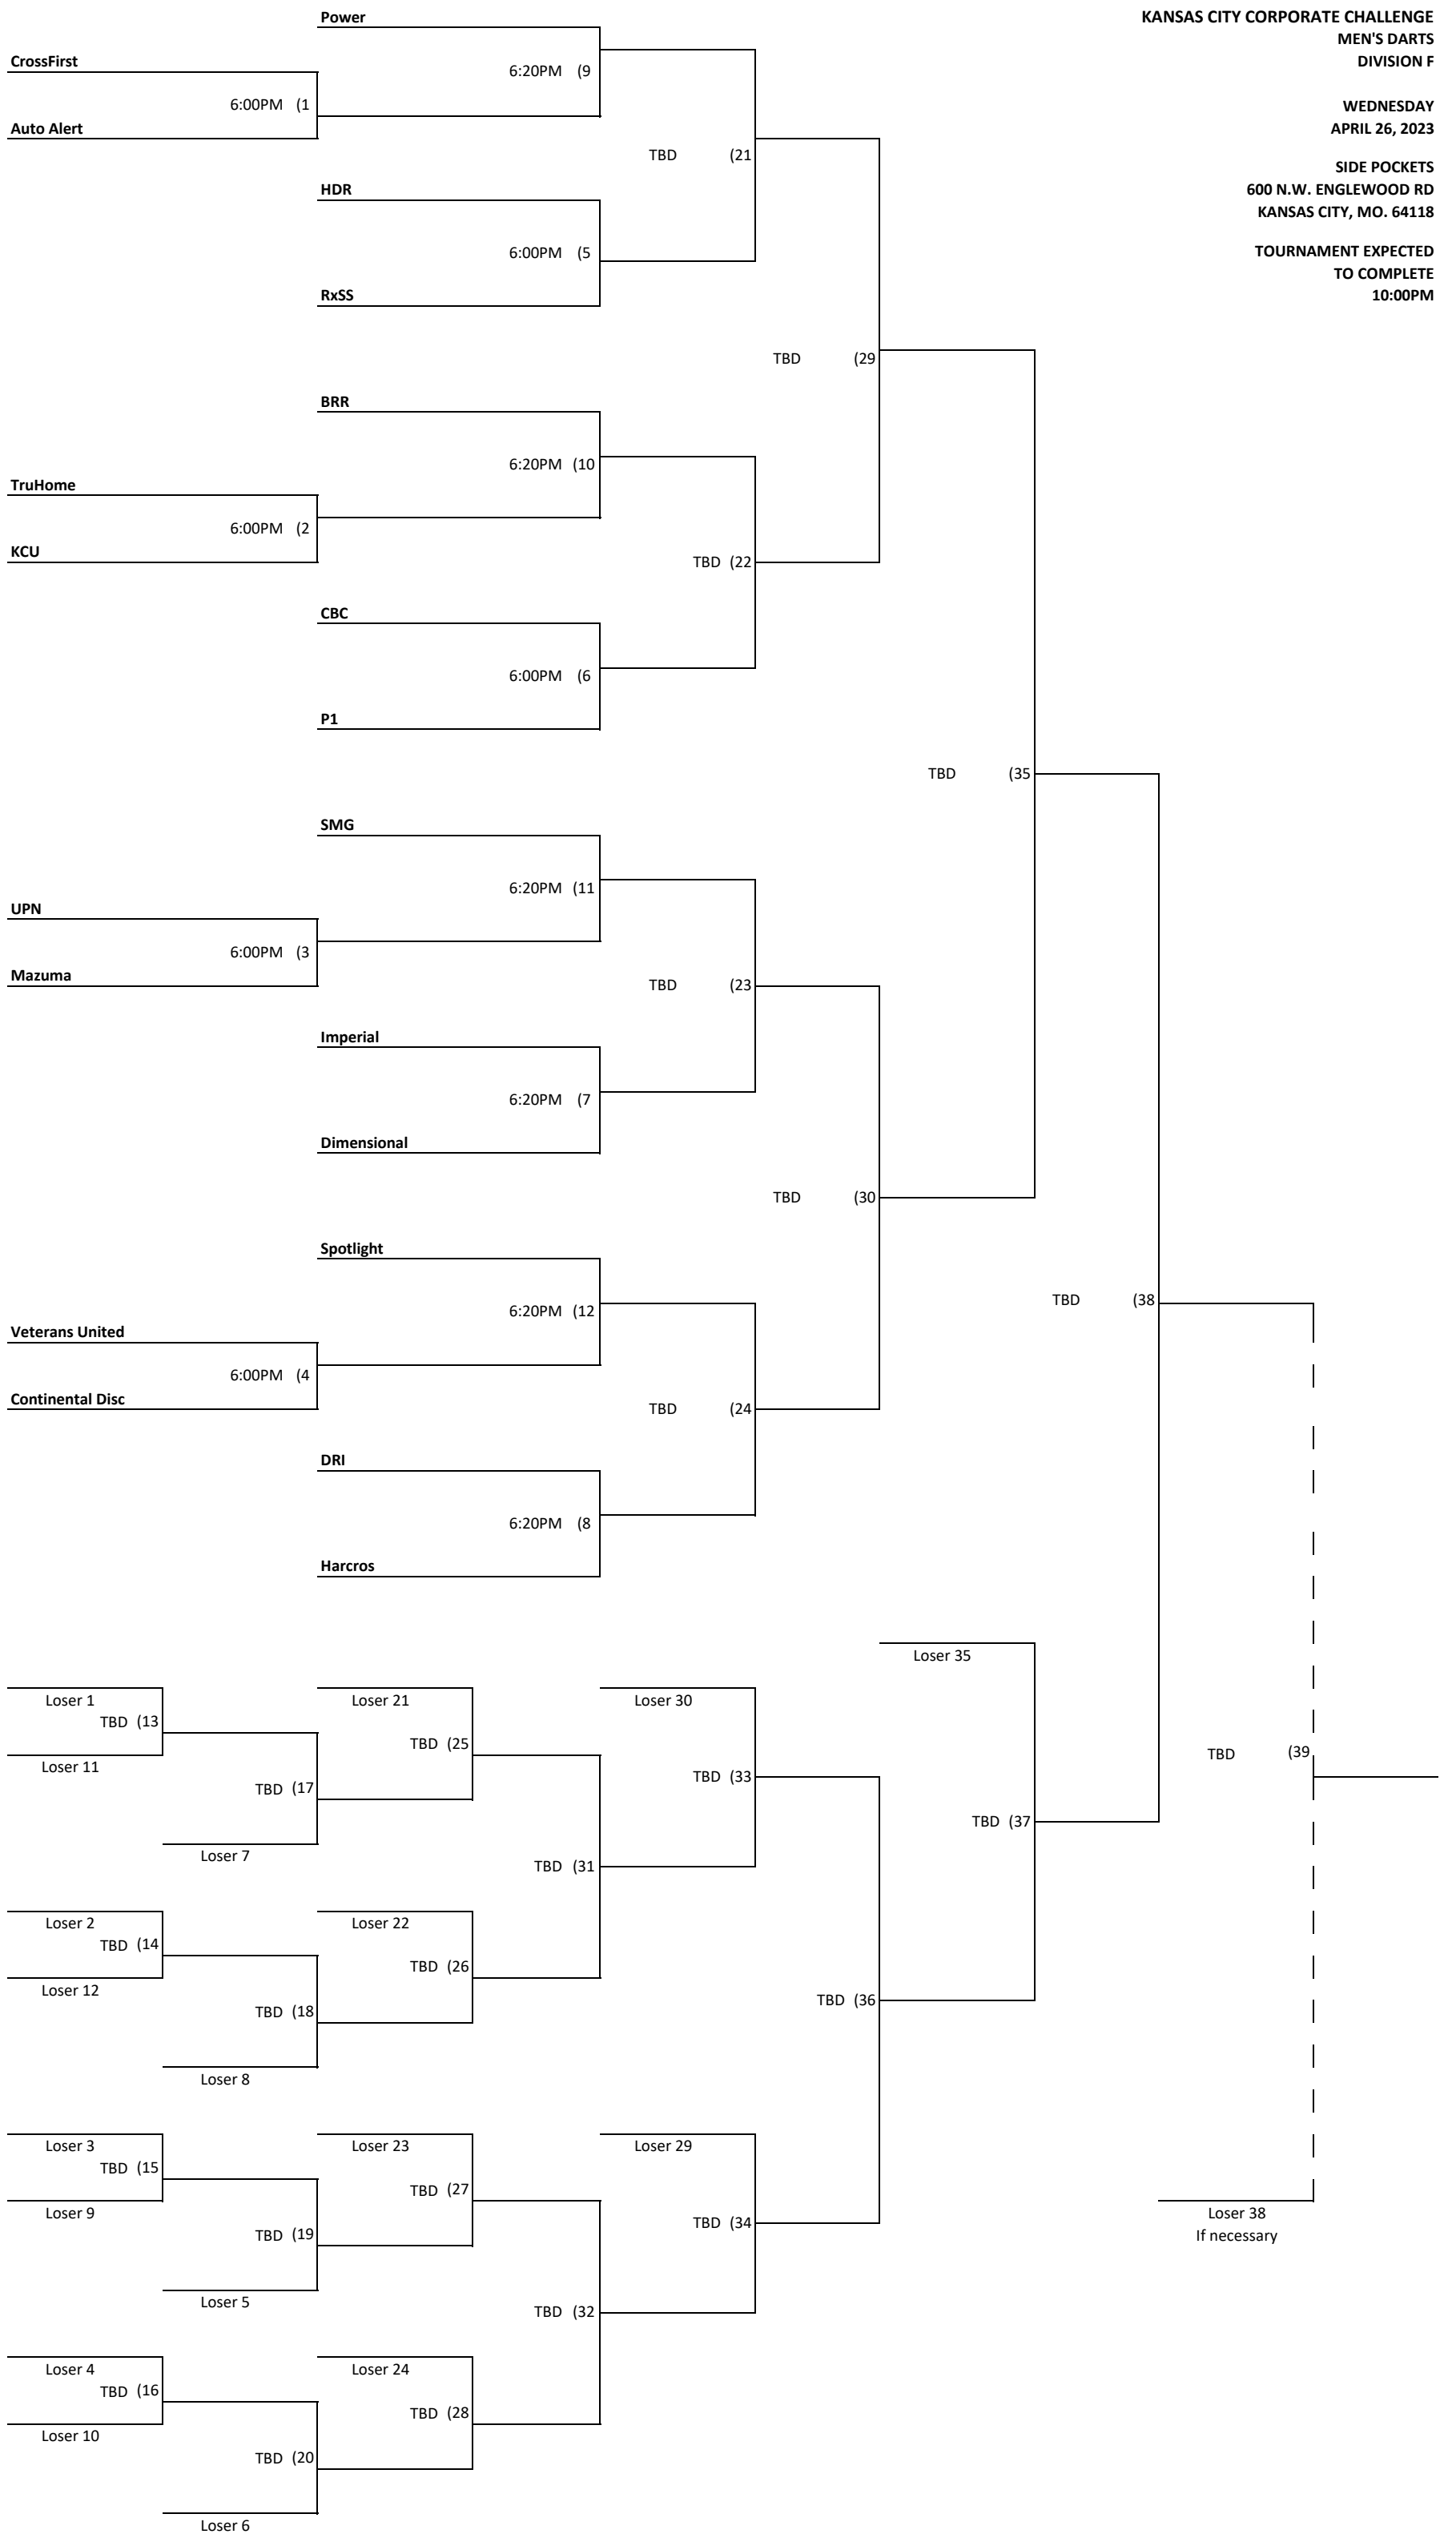 KANSAS CITY CORPORATE CHALLENGE
MEN'S DARTS
DIVISION F
WEDNESDAY
APRIL 26, 2023
SIDE POCKETS
600 N.W. ENGLEWOOD RD
KANSAS CITY, MO. 64118
TOURNAMENT EXPECTED
TO COMPLETE
10:00PM
Power
CrossFirst
6:20PM (9
6:00PM (1
Auto Alert
TBD (21
HDR
6:00PM (5
RxSS
TBD (29
BRR
6:20PM (10
TruHome
6:00PM (2
KCU
TBD (22
CBC
6:00PM (6
P1
TBD (35
SMG
6:20PM (11
UPN
6:00PM (3
Mazuma
TBD (23
Imperial
6:20PM (7
Dimensional
TBD (30
Spotlight
TBD (38
6:20PM (12
Veterans United
6:00PM (4
Continental Disc
TBD (24
DRI
6:20PM (8
Harcros
Loser 35
Loser 1
Loser 21
Loser 30
TBD (13
TBD (25
TBD (39
Loser 11
TBD (33
TBD (17
TBD (37
Loser 7
TBD (31
Loser 2
Loser 22
TBD (14
TBD (26
Loser 12
TBD (36
TBD (18
Loser 8
Loser 3
Loser 23
Loser 29
TBD (15
TBD (27
Loser 9
Loser 38
TBD (34
TBD (19
If necessary
Loser 5
TBD (32
Loser 4
Loser 24
TBD (16
TBD (28
Loser 10
TBD (20
Loser 6